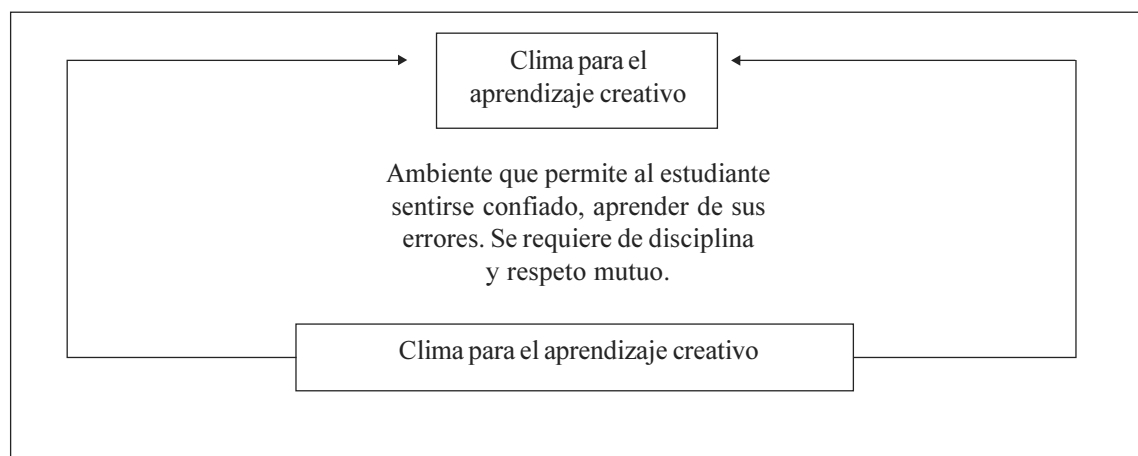 Clima para el
aprendizaje creativo
Ambiente que permite al estudiante
sentirse confiado, aprender de sus
errores. Se requiere de disciplina
y respeto mutuo.
Clima para el aprendizaje creativo